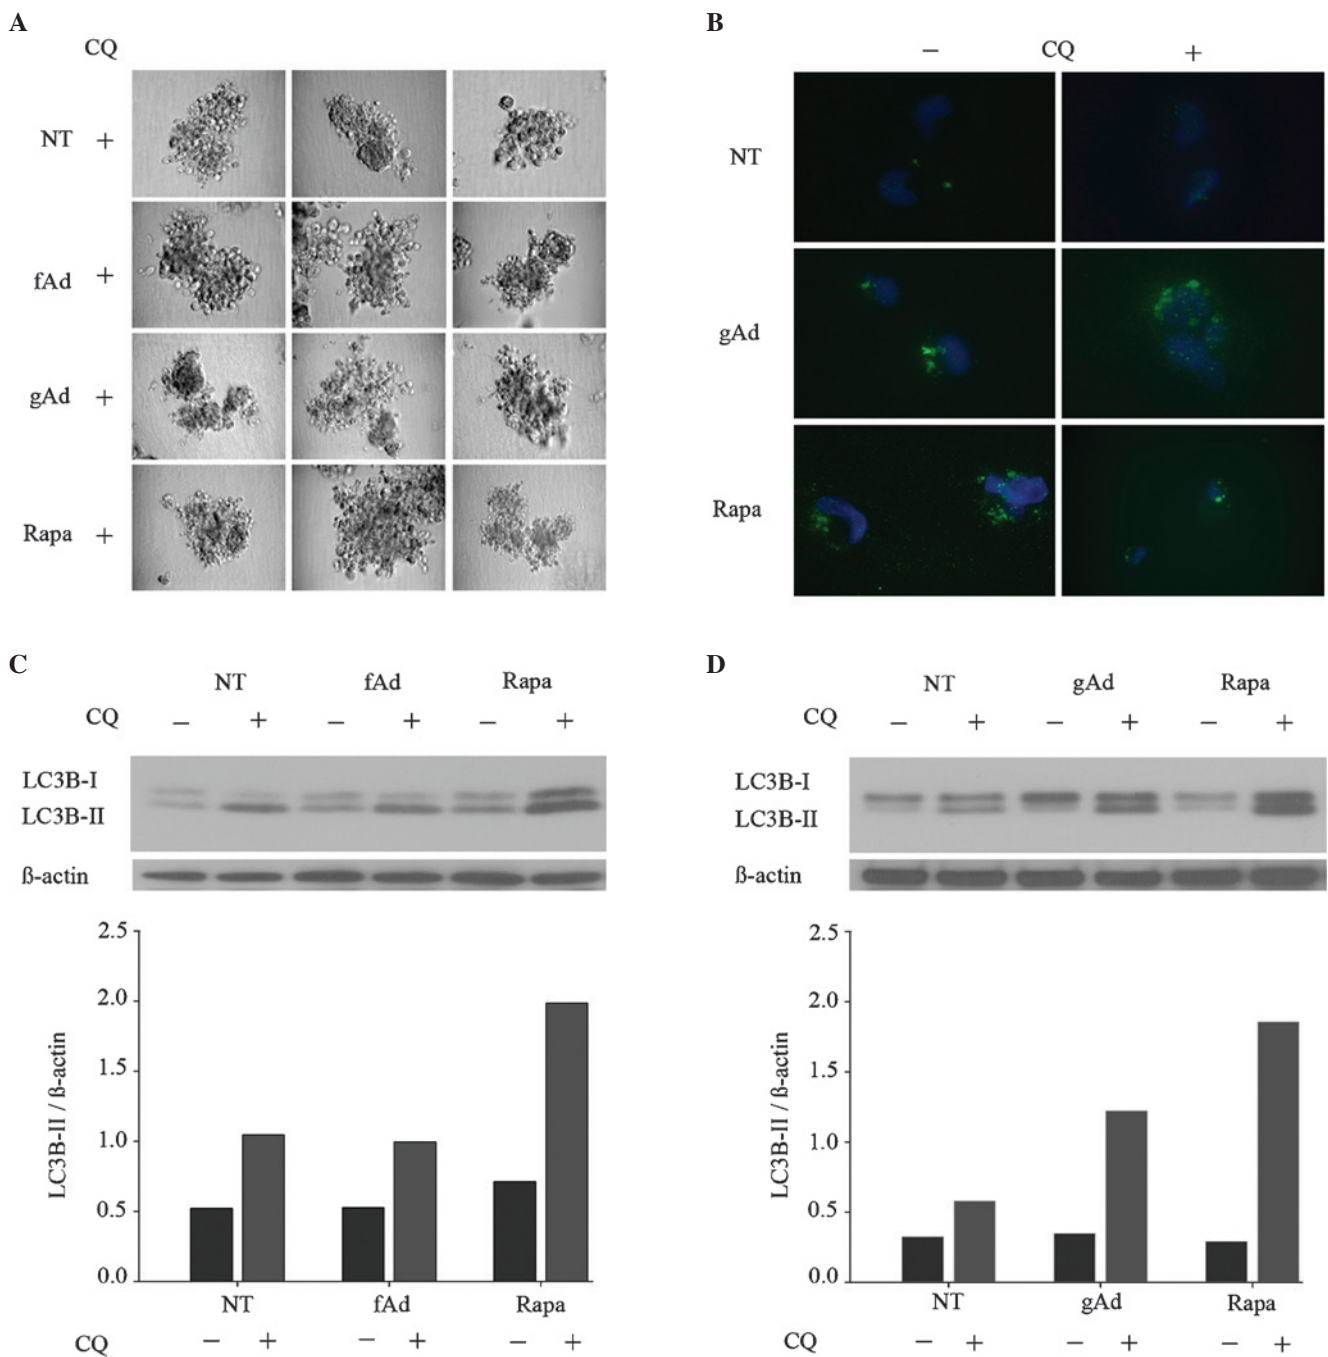 A
CQ
NT +
fAd +
gAd +
Rapa +
B
− CQ +
NT
gAd
Rapa
C
NT fAd Rapa
CQ − + − + − +
LC3B-I
LC3B-II
ß-actin
2.5
2.0
1.5
1.0
0.5
0.0
LC3B-II / ß-actin
NT fAd Rapa
CQ − + − + − +
D
NT gAd Rapa
CQ − + − + − +
LC3B-I
LC3B-II
ß-actin
2.5
2.0
1.5
1.0
0.5
0.0
LC3B-II / ß-actin
NT gAd Rapa
CQ − + − + − +